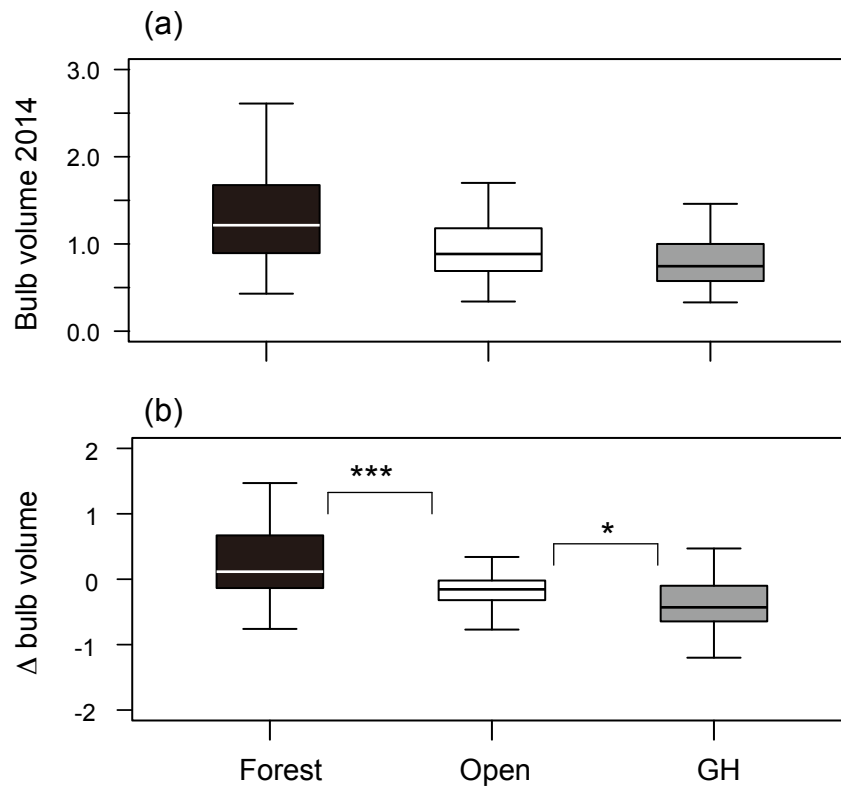 (a)
Bulb volume 2014
3.0
2.0
1.0
0.0
(b)
Δ bulb volume
2
1
0
-1
-2
***
*
Forest Open GH